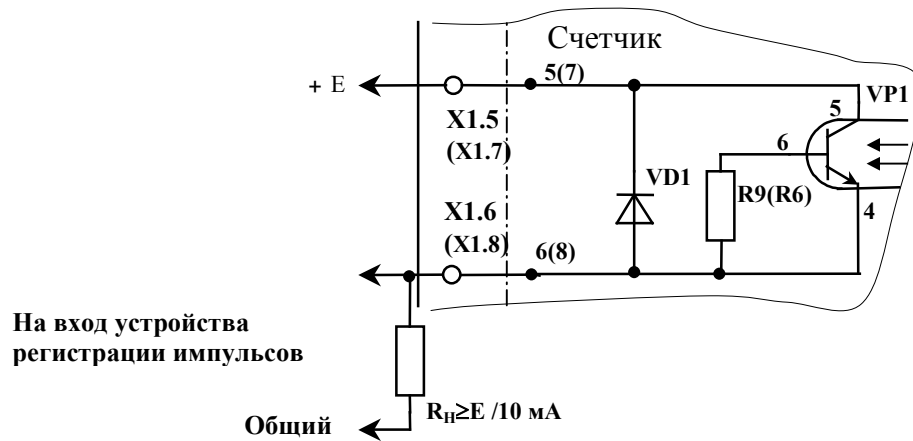 Счетчик
+ E
5(7)
VP1
X1.5
(X1.7)
5
6
VD1
R9(R6)
4
X1.6
(X1.8)
6(8)
На вход устройства
регистрации импульсов
Общий
RН≥E /10 мА